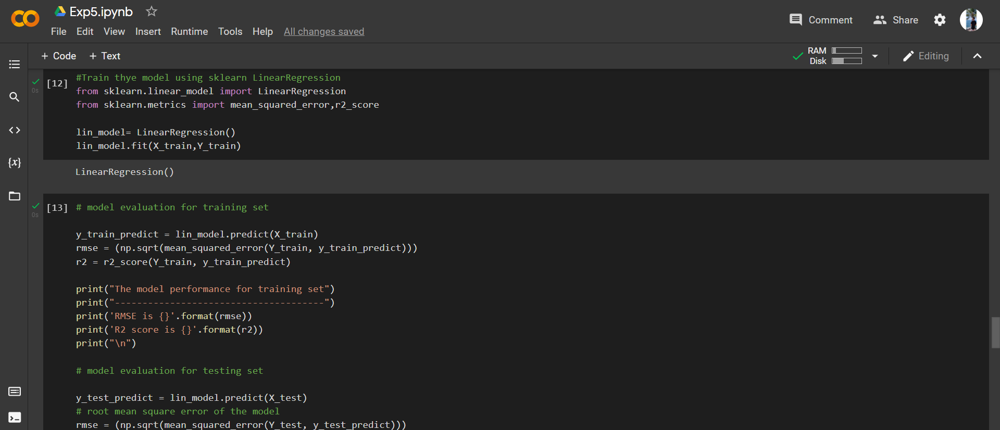 Exp5.ipynb
File Edit View Insert Runtime Tools Help All changes saved
Comment Share
+ Code + Text
RAM
Disk
Editing
[12] #Train thye model using sklearn LinearRegression
0s
from sklearn.linear_model import LinearRegression
from sklearn.metrics import mean_squared_error,r2_score
lin_model= LinearRegression()
lin_model.fit(X_train,Y_train)
LinearRegression()
[13] # model evaluation for training set
0s
y_train_predict = lin_model.predict(X_train)
rmse = (np.sqrt(mean_squared_error(Y_train, y_train_predict)))
r2 = r2_score(Y_train, y_train_predict)
print("The model performance for training set")
print("--------------------------------------")
print('RMSE is {}'.format(rmse))
print('R2 score is {}'.format(r2))
print("\n")
# model evaluation for testing set
y_test_predict = lin_model.predict(X_test)
# root mean square error of the model
rmse = (np.sqrt(mean_squared_error(Y_test, y_test_predict)))